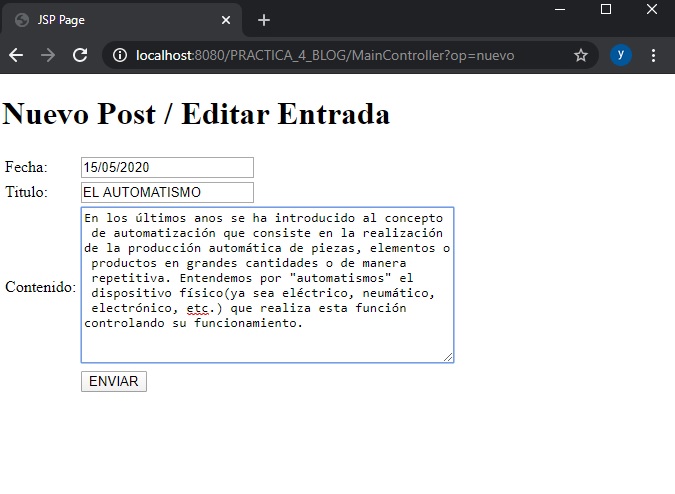 JSP Page
localhost:8080/PRACTICA_4_BLOG/MainController?op=nuevo
y
Nuevo Post / Editar Entrada
Fecha: 15/05/2020
Titulo: EL AUTOMATISMO
Contenido:
En los últimos anos se ha introducido al concepto
de automatización que consiste en la realización
de la producción automática de piezas, elementos o
productos en grandes cantidades o de manera
repetitiva. Entendemos por "automatismos" el
dispositivo físico(ya sea eléctrico, neumático,
electrónico, etc.) que realiza esta función
controlando su funcionamiento.
ENVIAR